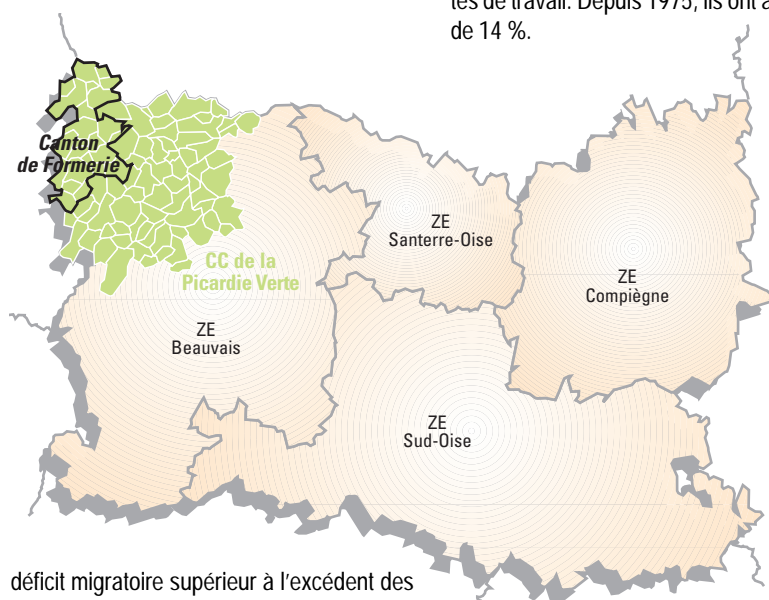 tes de travail. Depuis 1975, ils ont a
de 14 %.
Canton
de Formerie
ZE
Santerre-Oise
CC de la
Picardie Verte
ZE
Compiègne
ZE
Beauvais
ZE
Sud-Oise
déficit migratoire supérieur à l'excédent des